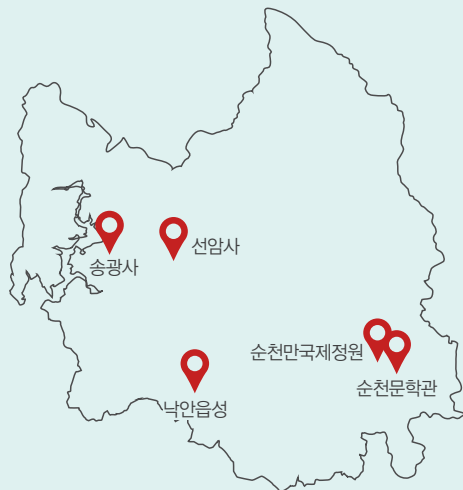 선암사
송광사
순천만국제정원
순천문학관
낙안읍성